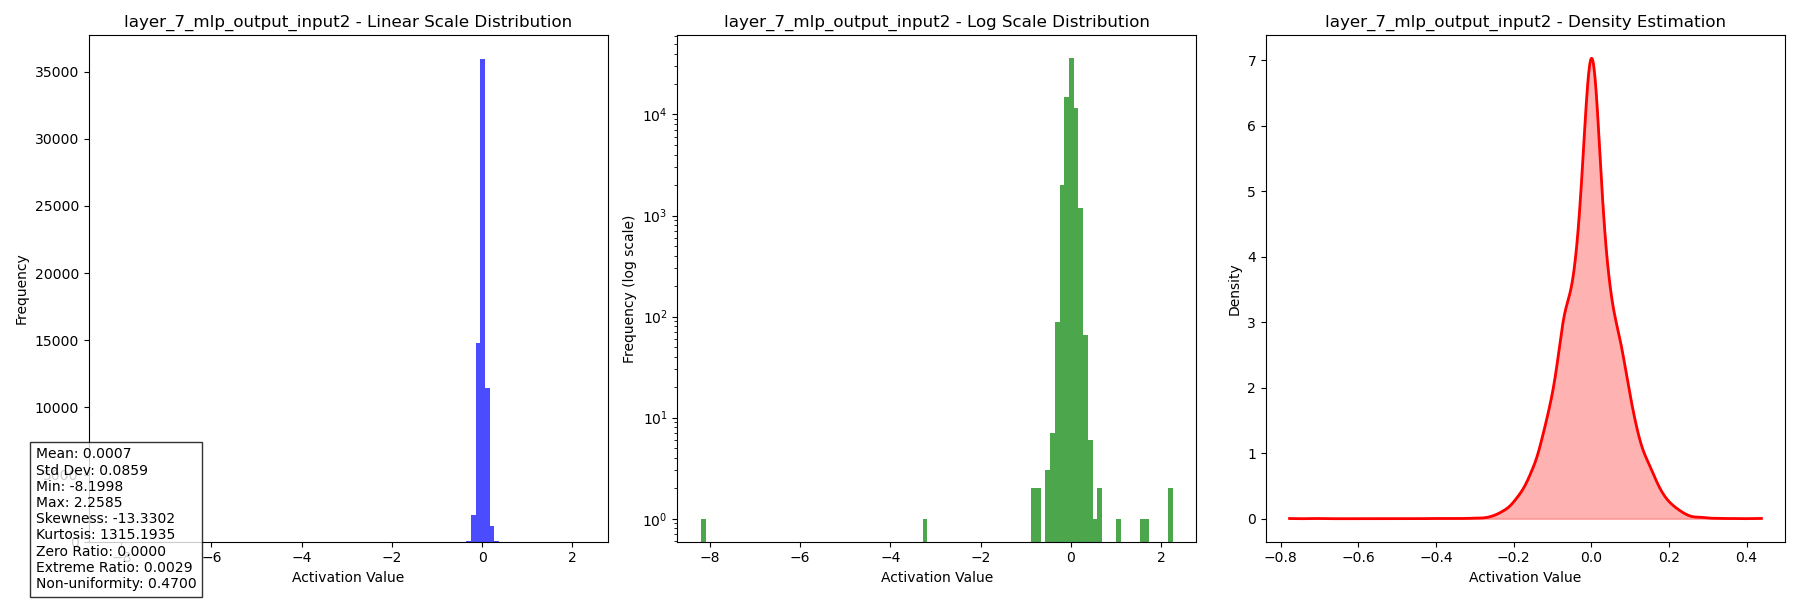 layer_7_mlp_output_input2 - Linear Scale Distribution
35000
30000
25000
20000
15000
10000
5000
0
Frequency
−8
−6
−4
−2
0
2
Activation Value
Mean: 0.0007
Std Dev: 0.0859
Min: -8.1998
Max: 2.2585
Skewness: -13.3302
Kurtosis: 1315.1935
Zero Ratio: 0.0000
Extreme Ratio: 0.0029
Non-uniformity: 0.4700
layer_7_mlp_output_input2 - Log Scale Distribution
10^4
10^3
10^2
10^1
10^0
Frequency (log scale)
−8
−6
−4
−2
0
2
Activation Value
layer_7_mlp_output_input2 - Density Estimation
7
6
5
4
3
2
1
0
Density
−0.8
−0.6
−0.4
−0.2
0.0
0.2
0.4
Activation Value